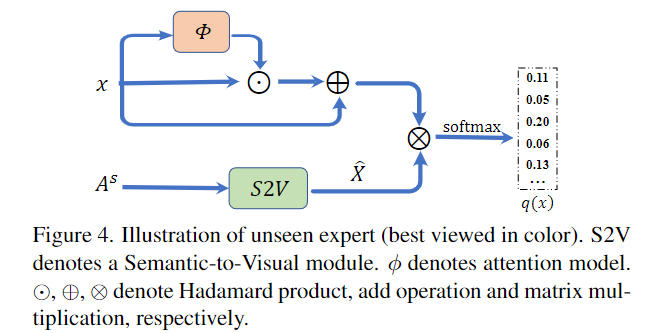 Φ
x
⊙
⊕
0.11
0.05
0.20
0.06
0.13
...
softmax
⊗
A^s
S2V
X̂
q(x)
Figure 4. Illustration of unseen expert (best viewed in color). S2V
denotes a Semantic-to-Visual module. ϕ denotes attention model.
⊙, ⊕, ⊗ denote Hadamard product, add operation and matrix mul-
tiplication, respectively.